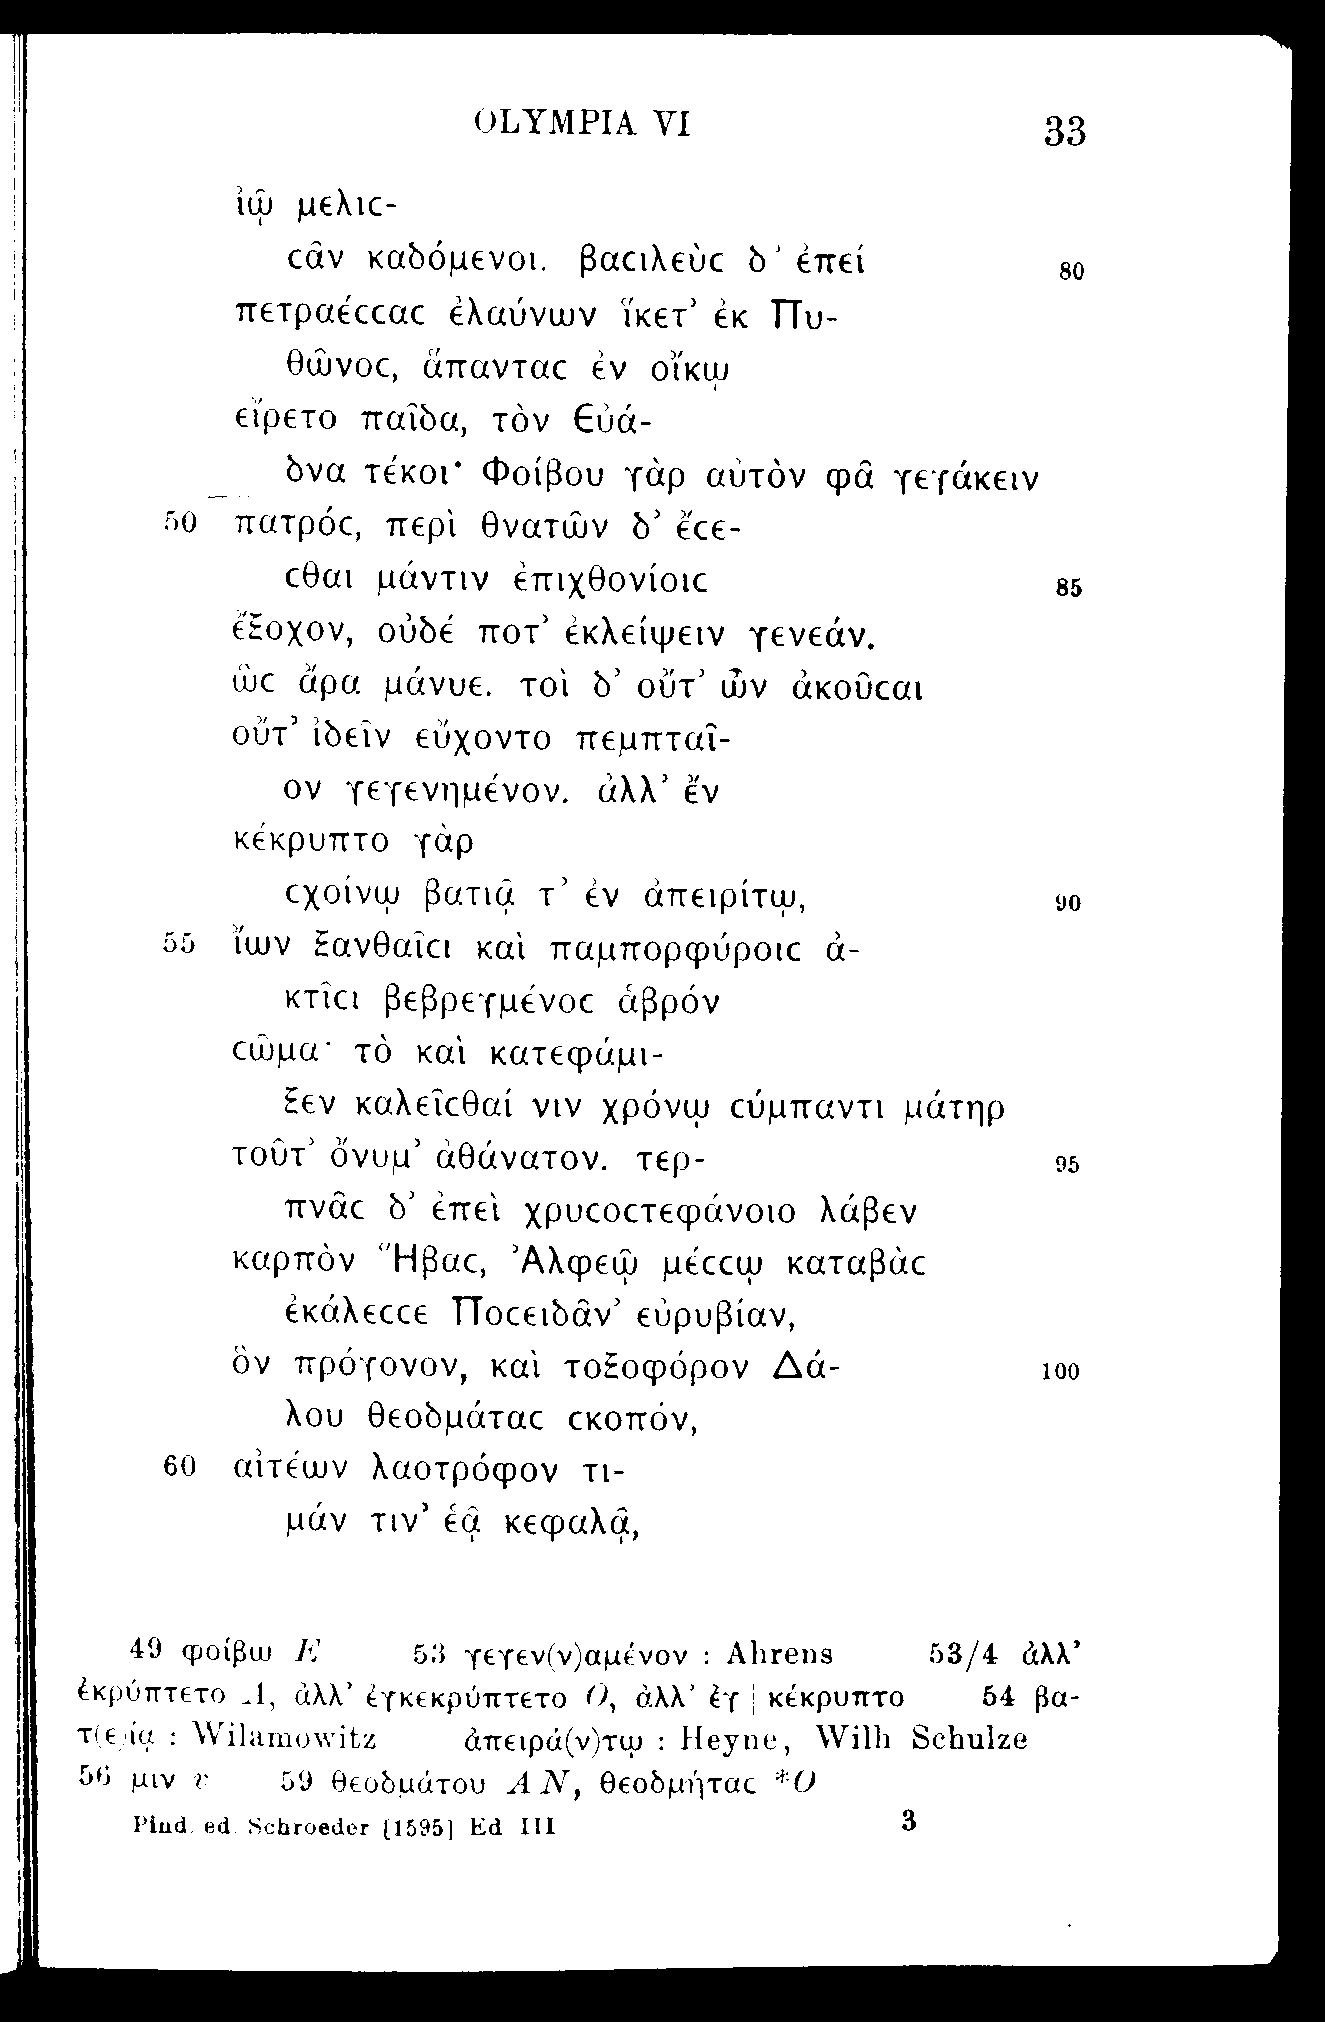 OLYMPIA VI 33
ἰῷ μελιϲ-
ϲᾶν καδόμενοι. βαϲιλεὺϲ δ’ ἐπεί 80
πετραέϲϲαϲ ἐλαύνων ἵκετ’ ἐκ Πυ-
θῶνοϲ, ἅπανταϲ ἐν οἴκῳ
εἴρετο παῖδα, τὸν Εὐά-
δνα τέκοι· Φοίβου γὰρ αὐτὸν φᾶ γεγάκειν
50 πατρόϲ, περὶ θνατῶν δ’ ἔϲε-
ϲθαι μάντιν ἐπιχθονίοιϲ 85
ἔξοχον, οὐδέ ποτ’ ἐκλείψειν γενεάν.
ὣϲ ἄρα μάνυε. τοὶ δ’ οὔτ’ ὦν ἀκοῦϲαι
οὔτ’ ἰδεῖν εὔχοντο πεμπταῖ-
ον γεγενημένον. ἀλλ’ ἔν
κέκρυπτο γὰρ
ϲχοίνῳ βατιᾷ τ’ ἐν ἀπειρίτῳ, 90
55 ἴων ξανθαῖϲι καὶ παμπορφύροιϲ ἀ-
κτῖϲι βεβρεγμένοϲ ἁβρόν
ϲῶμα· τὸ καὶ κατεφάμι-
ξεν καλεῖϲθαί νιν χρόνῳ ϲύμπαντι μάτηρ
τοῦτ’ ὄνυμ’ ἀθάνατον. τερ- 95
πνᾶϲ δ’ ἐπεὶ χρυϲοϲτεφάνοιο λάβεν
καρπὸν Ἥβαϲ, Ἀλφεῷ μέϲϲῳ καταβὰϲ
ἐκάλεϲϲε Ποϲειδᾶν’ εὐρυβίαν,
ὃν πρόγονον, καὶ τοξοφόρον Δά- 100
λου θεοδμάταϲ ϲκοπόν,
60 αἰτέων λαοτρόφον τι-
μάν τιν’ ἑᾷ κεφαλᾷ,
49 φοίβω E 53 γεγεν(ν)αμένον : Ahrens 53/4 ἀλλ’
ἐκρύπτετο A, ἀλλ’ ἐγκεκρύπτετο O, ἀλλ’ ἐγ | κέκρυπτο 54 βα-
τ(ε)ίᾳ : Wilamowitz ἀπειρά(ν)τῳ : Heyne, Wilh Schulze
56 μιν v 59 θεοδμάτου A N, θεοδμήταϲ *O
Pind. ed. Schroeder [1595] Ed III 3